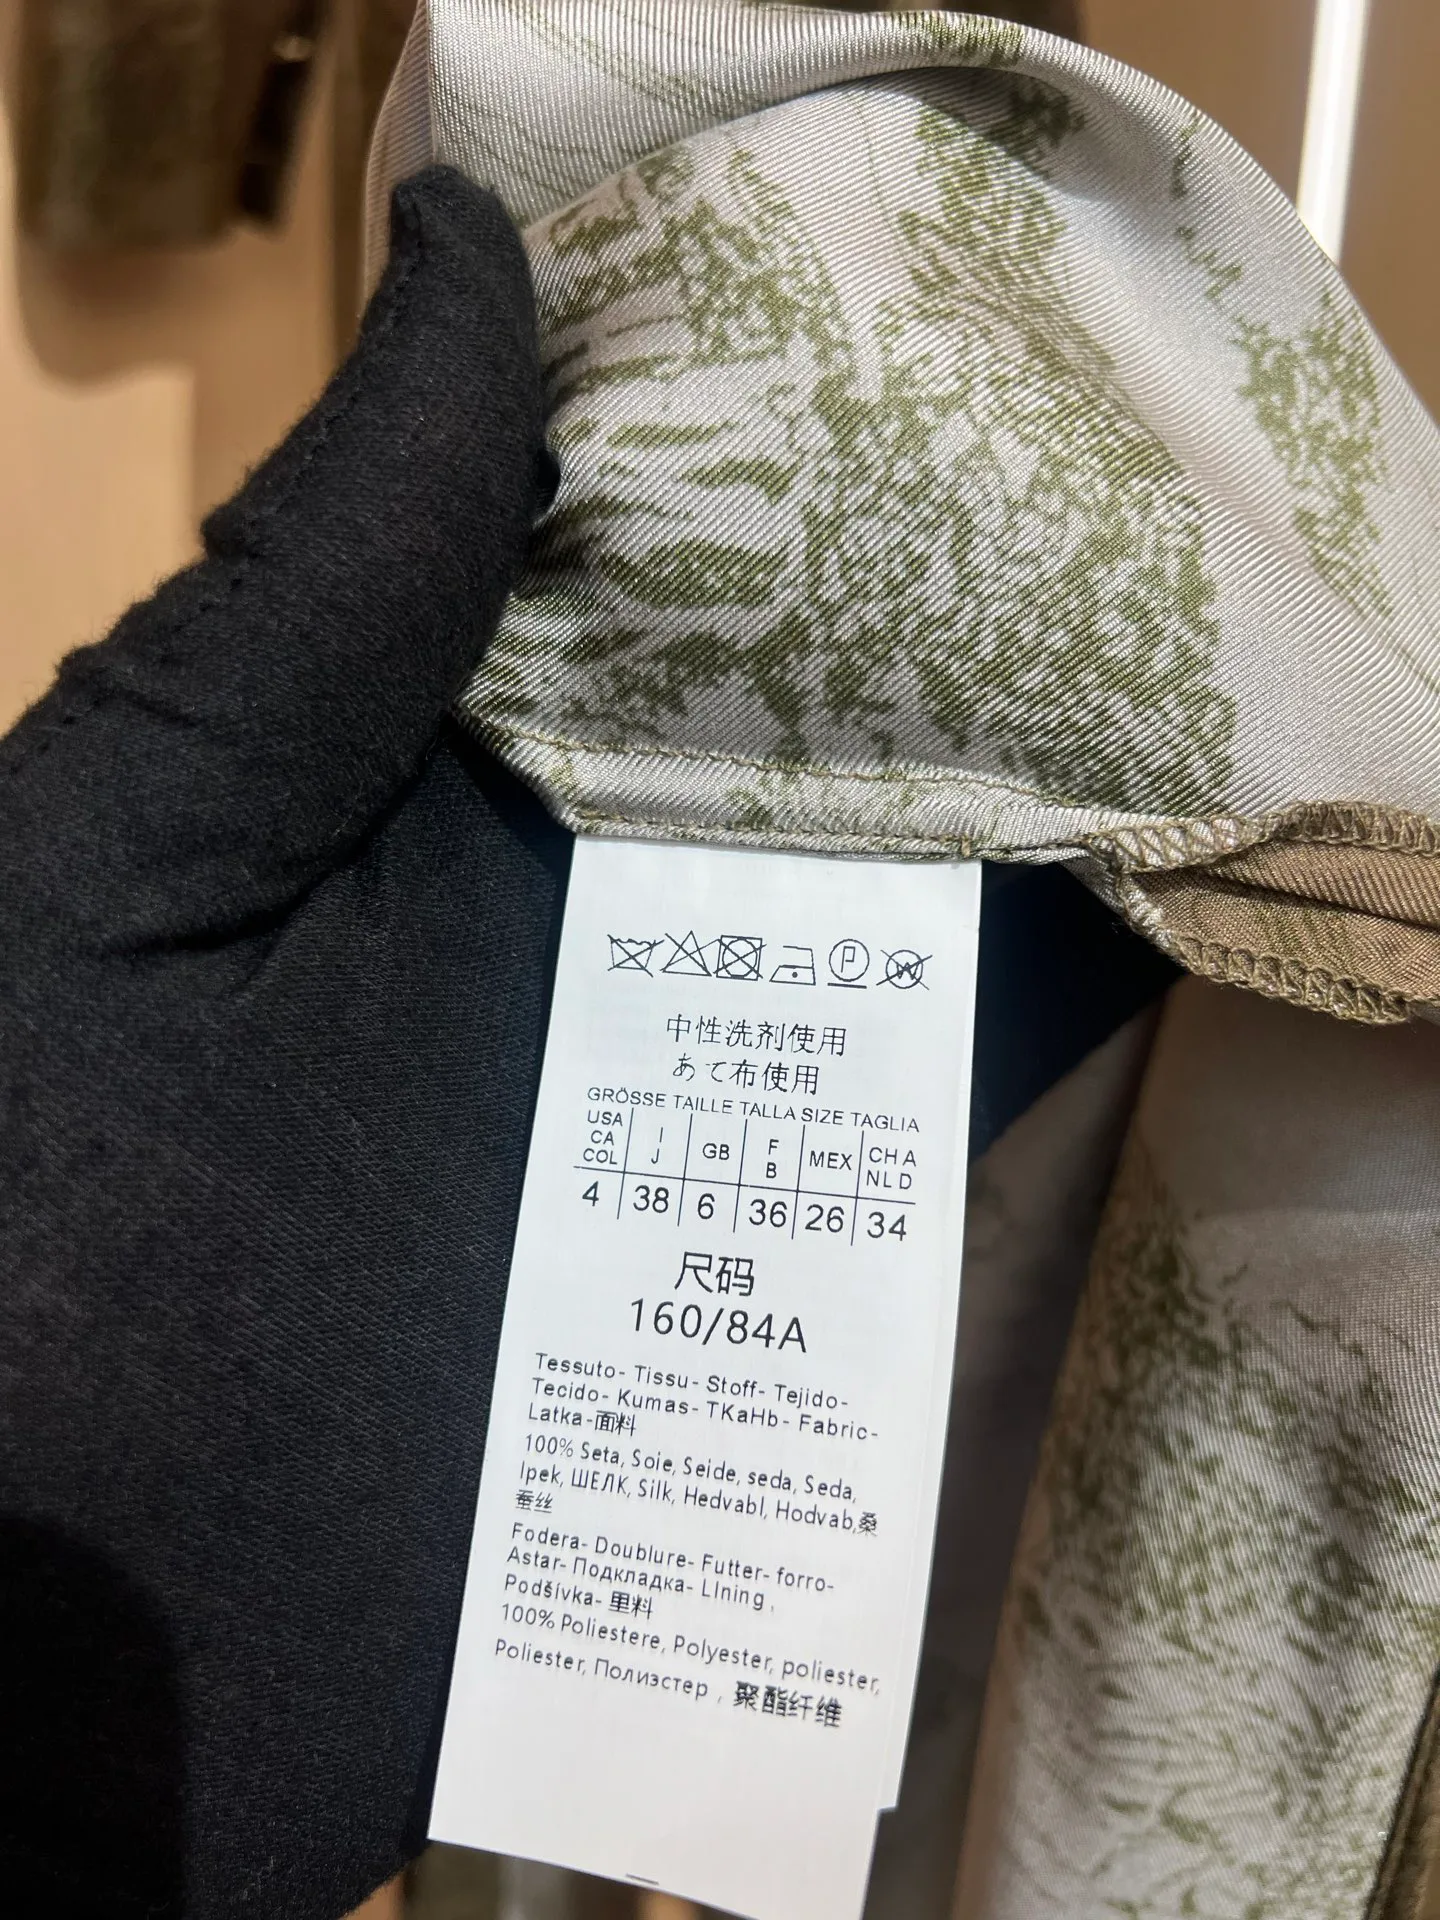 P W
中性洗剤使用
あて布使用
GRÖSSE TAILLE TALLA SIZE TAGLIA
USA CA COL | I J | GB | F B | MEX | CH A NL D
4 | 38 | 6 | 36 | 26 | 34
尺码
160/84A
Tessuto- Tissu- Stoff- Tejido-
Tecido- Kumas- TKaHb- Fabric-
Latka-面料
100% Seta, Soie, Seide, seda, Seda,
Ipek, ШЕЛК, Silk, Hedvabl, Hodvab,桑
蚕丝
Fodera- Doublure- Futter- forro-
Astar- Подкладка- LIning,
Podšívka- 里料
100% Poliestere, Polyester, poliester,
Poliester, Полиэстер, 聚酯纤维